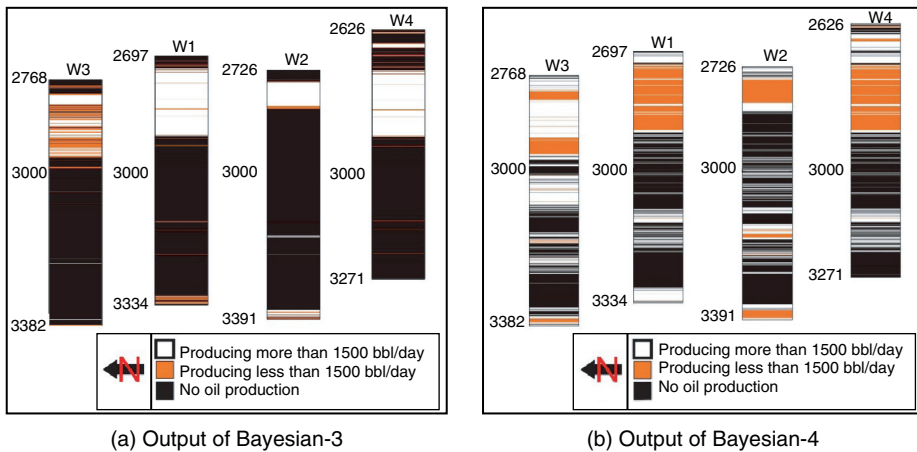 W3
W1
W2
W4
2768
2697
2726
2626
3000
3000
3000
3000
3382
3334
3391
3271
N
Producing more than 1500 bbl/day
Producing less than 1500 bbl/day
No oil production
(a) Output of Bayesian-3
W3
W1
W2
W4
2768
2697
2726
2626
3000
3000
3000
3000
3382
3334
3391
3271
N
Producing more than 1500 bbl/day
Producing less than 1500 bbl/day
No oil production
(b) Output of Bayesian-4